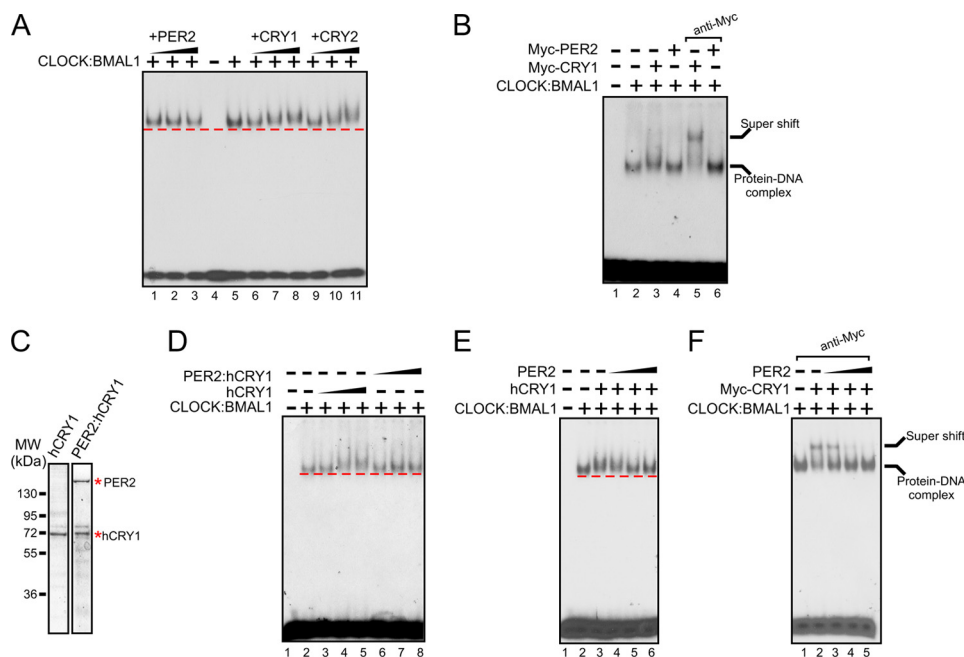 A
+PER2 +CRY1 +CRY2
CLOCK:BMAL1 + + + - + + + + + + +
1 2 3 4 5 6 7 8 9 10 11
B
anti-Myc
Myc-PER2 - - - + - +
Myc-CRY1 - - + - + -
CLOCK:BMAL1 - + + + + +
Super shift
Protein-DNA
complex
1 2 3 4 5 6
C
hCRY1
PER2:hCRY1
MW
(kDa)
*PER2
130
95
72
*hCRY1
55
36
D
PER2:hCRY1 - - - - -
hCRY1 - - - - -
CLOCK:BMAL1 - + + + + + + +
1 2 3 4 5 6 7 8
E
PER2 - - -
hCRY1 - - + + + +
CLOCK:BMAL1 - + + + + +
1 2 3 4 5 6
F
anti-Myc
PER2 - -
Myc-CRY1 - + + + +
CLOCK:BMAL1 + + + + +
Super shift
Protein-DNA
complex
1 2 3 4 5